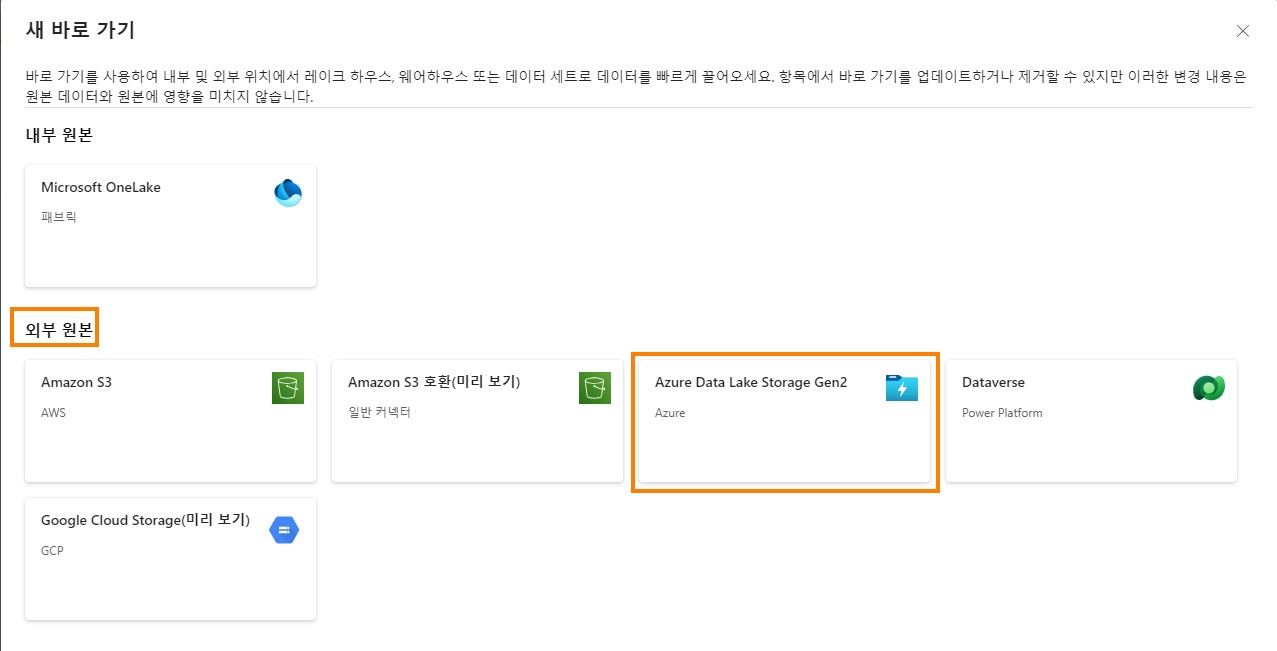 새 바로 가기
바로 가기를 사용하여 내부 및 외부 위치에서 레이크 하우스, 웨어하우스 또는 데이터 세트로 데이터를 빠르게 끌어오세요. 항목에서 바로 가기를 업데이트하거나 제거할 수 있지만 이러한 변경 내용은
원본 데이터와 원본에 영향을 미치지 않습니다.
내부 원본
Microsoft OneLake
패브릭
외부 원본
Amazon S3
AWS
Amazon S3 호환(미리 보기)
일반 커넥터
Azure Data Lake Storage Gen2
Azure
Dataverse
Power Platform
Google Cloud Storage(미리 보기)
GCP